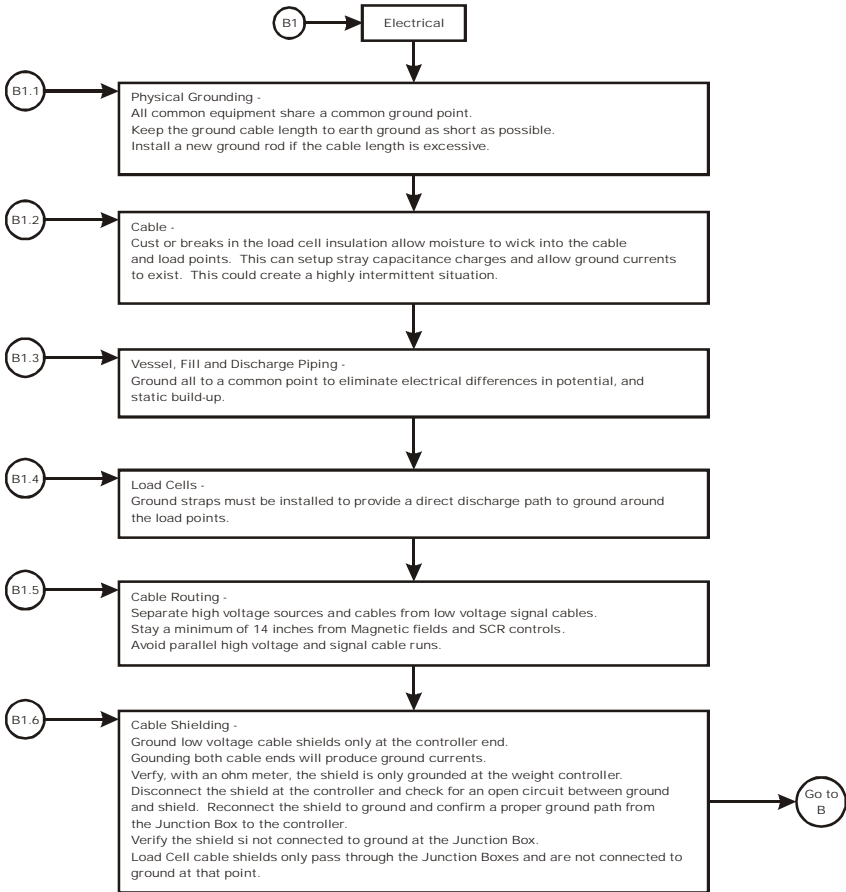 B1
Electrical
B1.1
Physical Grounding -
All common equipment share a common ground point.
Keep the ground cable length to earth ground as short as possible.
Install a new ground rod if the cable length is excessive.
B1.2
Cable -
Cust or breaks in the load cell insulation allow moisture to wick into the cable
and load points.  This can setup stray capacitance charges and allow ground currents
to exist.  This could create a highly intermittent situation.
B1.3
Vessel, Fill and Discharge Piping -
Ground all to a common point to eliminate electrical differences in potential, and
static build-up.
B1.4
Load Cells -
Ground straps must be installed to provide a direct discharge path to ground around
the load points.
B1.5
Cable Routing -
Separate high voltage sources and cables from low voltage signal cables.
Stay a minimum of 14 inches from Magnetic fields and SCR controls.
Avoid parallel high voltage and signal cable runs.
B1.6
Cable Shielding -
Ground low voltage cable shields only at the controller end.
Gounding both cable ends will produce ground currents.
Verfy, with an ohm meter, the shield is only grounded at the weight controller.
Disconnect the shield at the controller and check for an open circuit between ground
and shield.  Reconnect the shield to ground and confirm a proper ground path from
the Junction Box to the controller.
Verify the shield si not connected to ground at the Junction Box.
Load Cell cable shields only pass through the Junction Boxes and are not connected to
ground at that point.
Go to
B